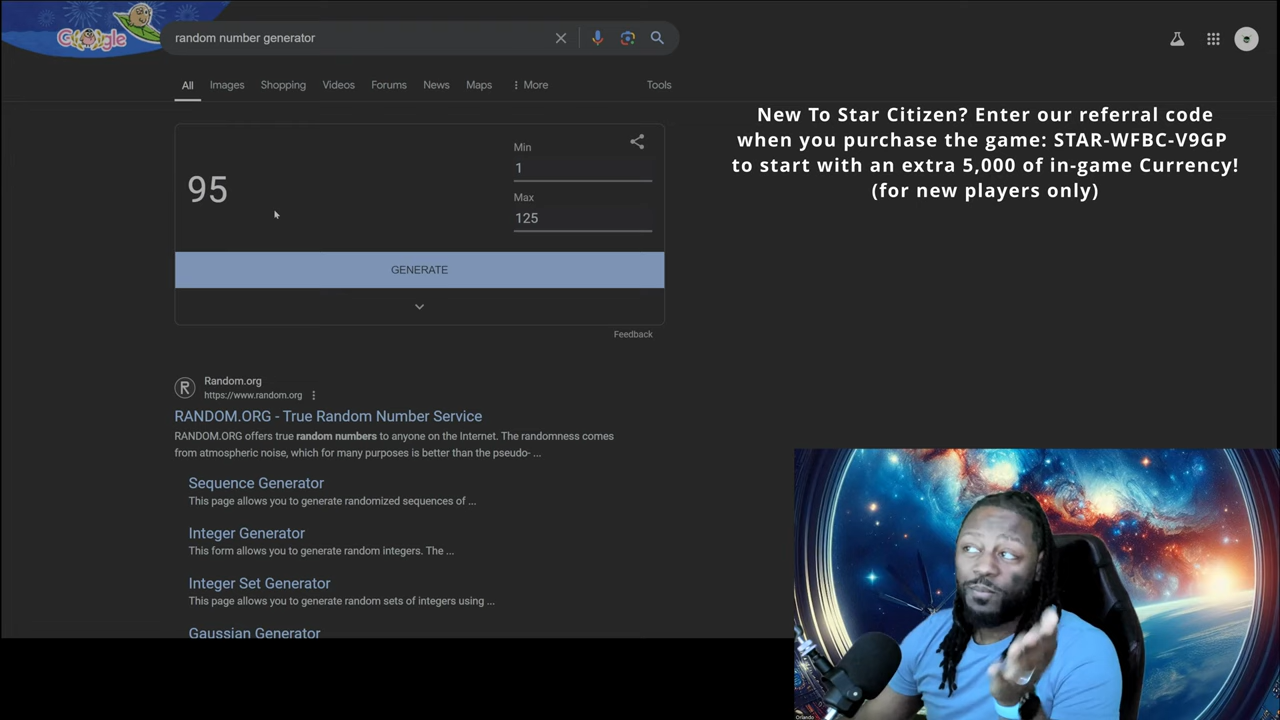 Google
random number generator
All Images Shopping Videos Forums News Maps More Tools
New To Star Citizen? Enter our referral code
when you purchase the game: STAR-WFBC-V9GP
to start with an extra 5,000 of in-game Currency!
(for new players only)
Min
1
95
Max
125
GENERATE
Feedback
R
Random.org
https://www.random.org
RANDOM.ORG - True Random Number Service
RANDOM.ORG offers true random numbers to anyone on the Internet. The randomness comes
from atmospheric noise, which for many purposes is better than the pseudo- ...
Sequence Generator
This page allows you to generate randomized sequences of ...
Integer Generator
This form allows you to generate random integers. The ...
Integer Set Generator
This page allows you to generate random sets of integers using ...
Gaussian Generator
Orlando